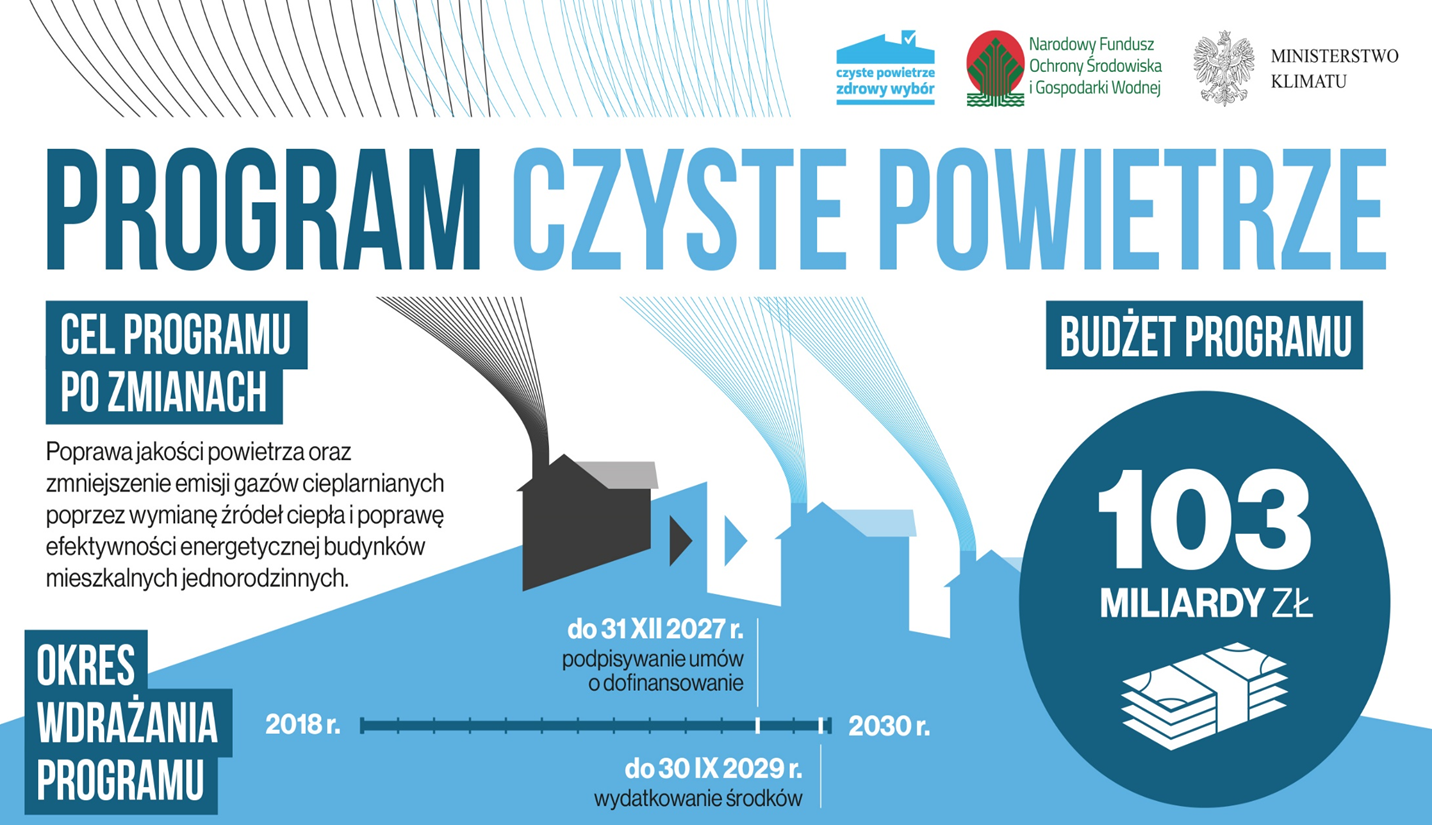 czyste powietrze
zdrowy wybór
Narodowy Fundusz
Ochrony Środowiska
i Gospodarki Wodnej
MINISTERSTWO
KLIMATU
PROGRAM CZYSTE POWIETRZE
CEL PROGRAMU
PO ZMIANACH
Poprawa jakości powietrza oraz
zmniejszenie emisji gazów cieplarnianych
poprzez wymianę źródeł ciepła i poprawę
efektywności energetycznej budynków
mieszkalnych jednorodzinnych.
BUDŻET PROGRAMU
103
MILIARDY ZŁ
OKRES
WDRAŻANIA
PROGRAMU
do 31 XII 2027 r.
podpisywanie umów
o dofinansowanie
2018 r.
2030 r.
do 30 IX 2029 r.
wydatkowanie środków